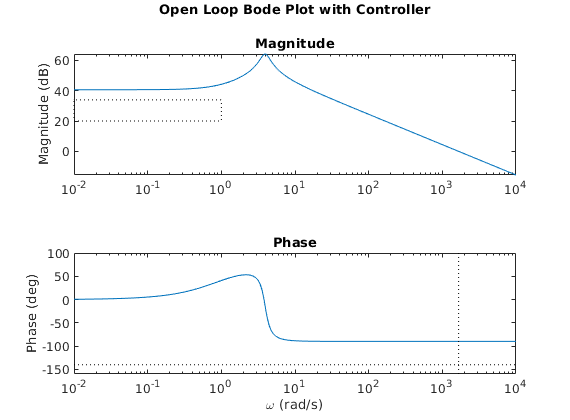 Open Loop Bode Plot with Controller
Magnitude
Magnitude (dB)
60
40
20
0
10^-2 10^-1 10^0 10^1 10^2 10^3 10^4
Phase
Phase (deg)
100
50
0
-50
-100
-150
10^-2 10^-1 10^0 10^1 10^2 10^3 10^4
ω (rad/s)